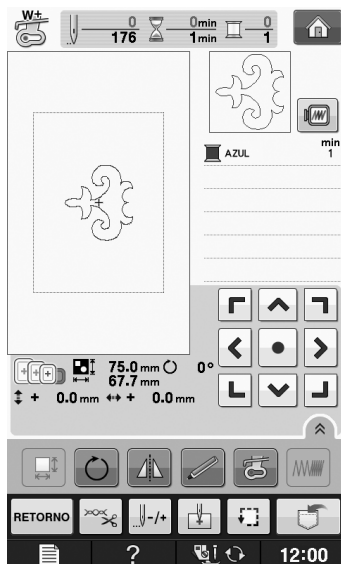 W+
0 0min 0
176 1min 1
min
AZUL 1
75.0 mm 0°
67.7 mm
+ 0.0 mm + 0.0 mm
RETORNO -/+
? 12:00